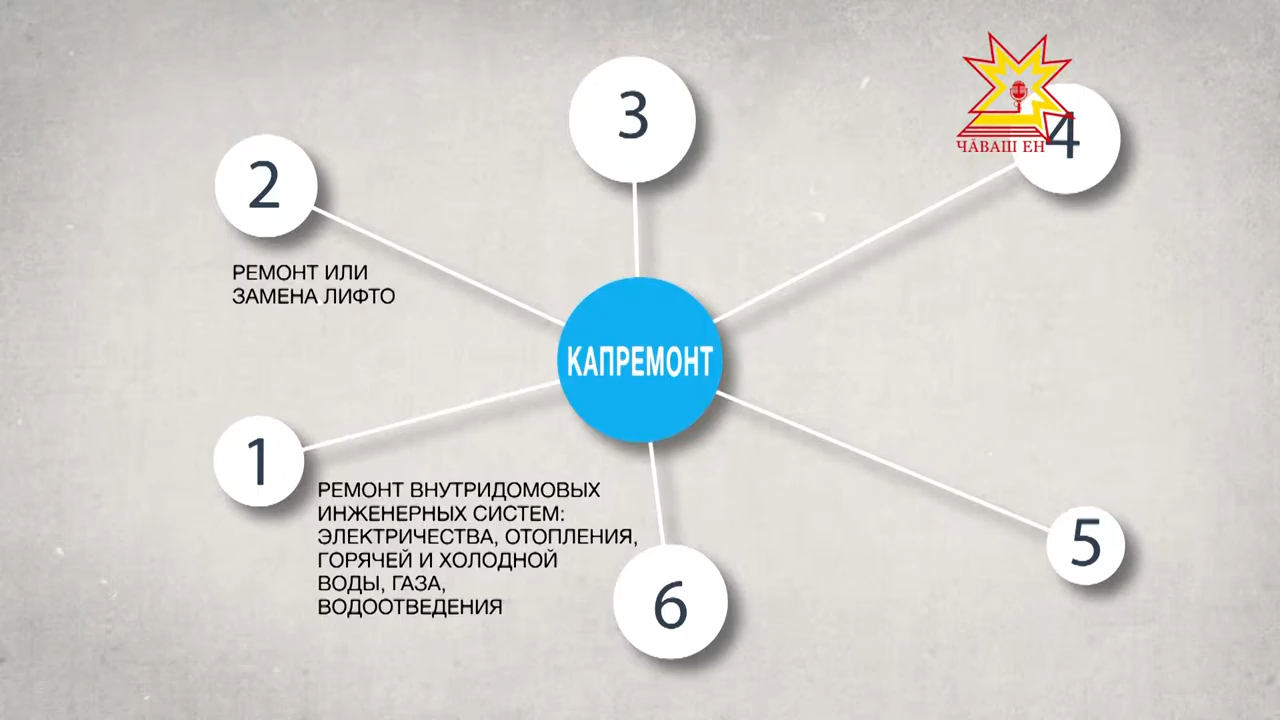 3
4
ЧӐВАШ ЕН
2
РЕМОНТ ИЛИ
ЗАМЕНА ЛИФТО
КАПРЕМОНТ
1
РЕМОНТ ВНУТРИДОМОВЫХ
ИНЖЕНЕРНЫХ СИСТЕМ:
ЭЛЕКТРИЧЕСТВА, ОТОПЛЕНИЯ,
ГОРЯЧЕЙ И ХОЛОДНОЙ
ВОДЫ, ГАЗА,
ВОДООТВЕДЕНИЯ
5
6